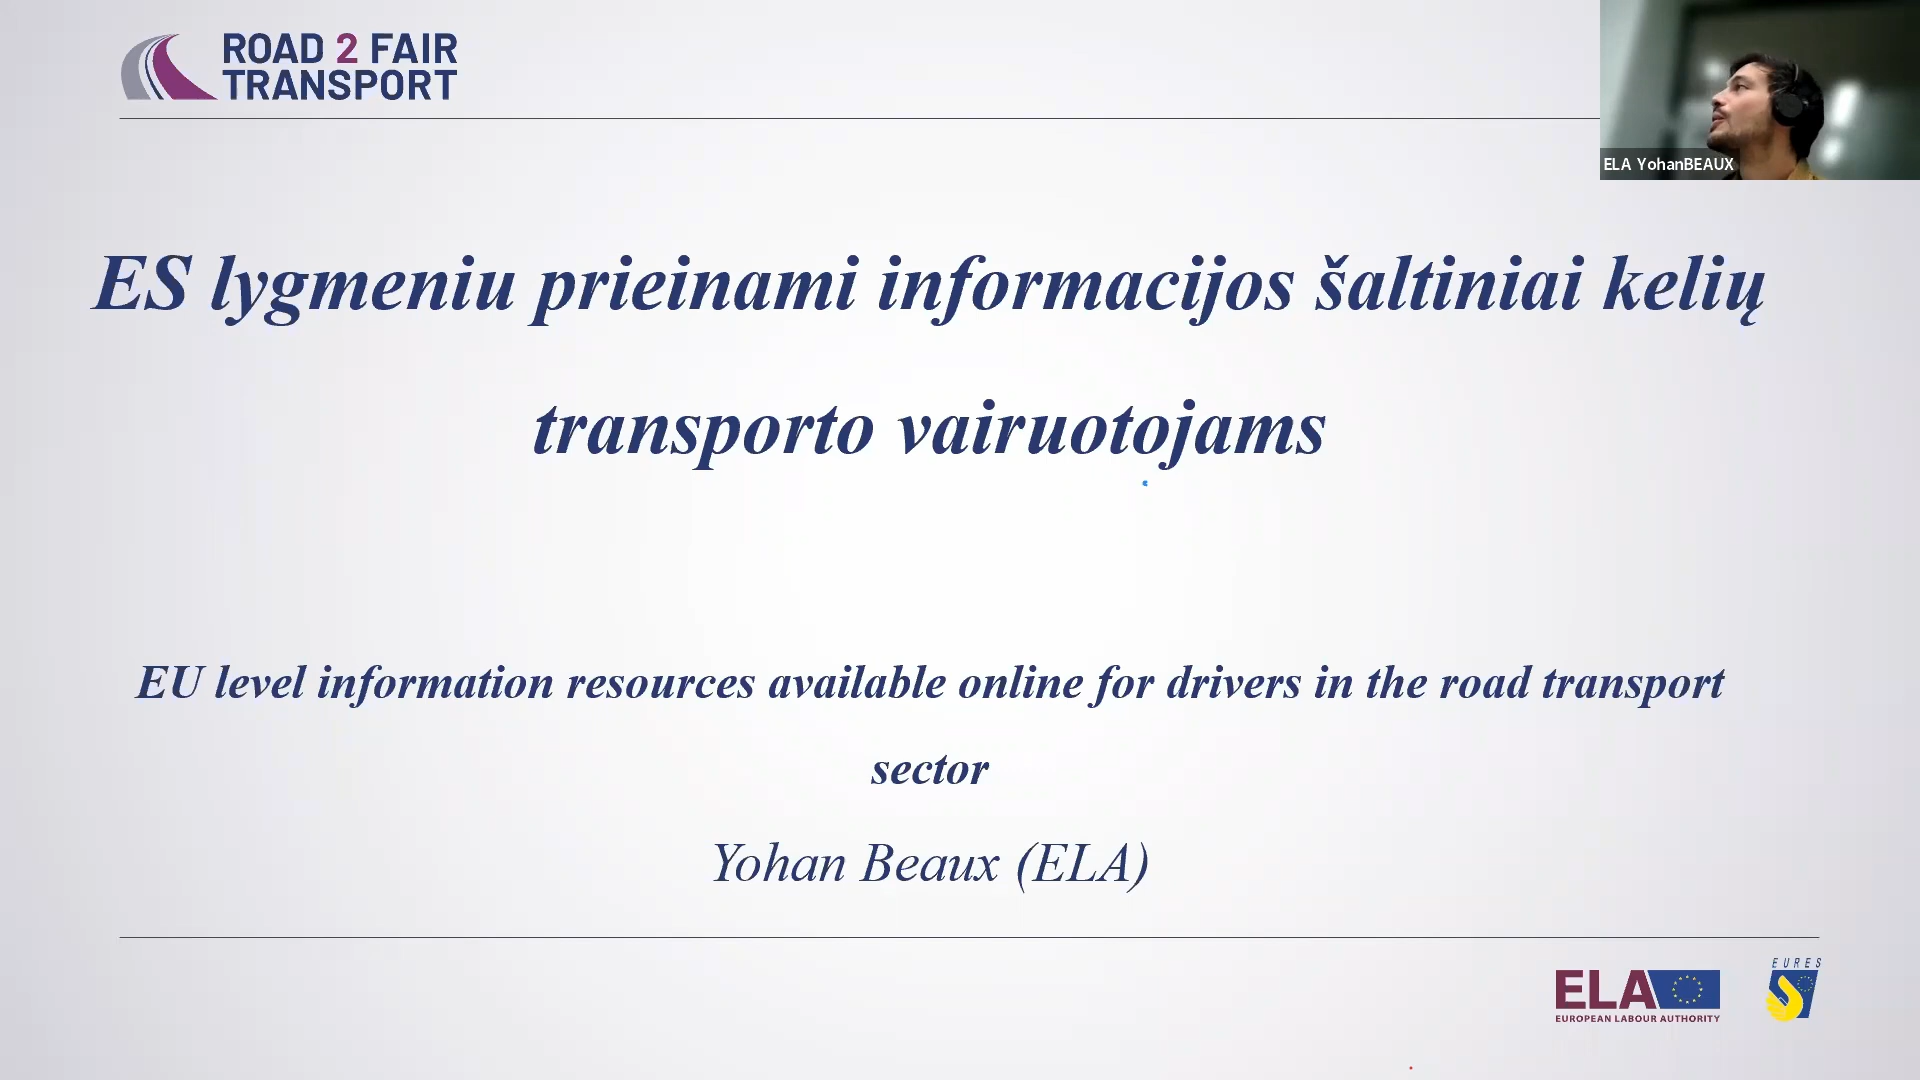 ROAD 2 FAIR
TRANSPORT
ELA YohanBEAUX
ES lygmeniu prieinami informacijos šaltiniai kelių
transporto vairuotojams
EU level information resources available online for drivers in the road transport
sector
Yohan Beaux (ELA)
EURES
ELA
EUROPEAN LABOUR AUTHORITY